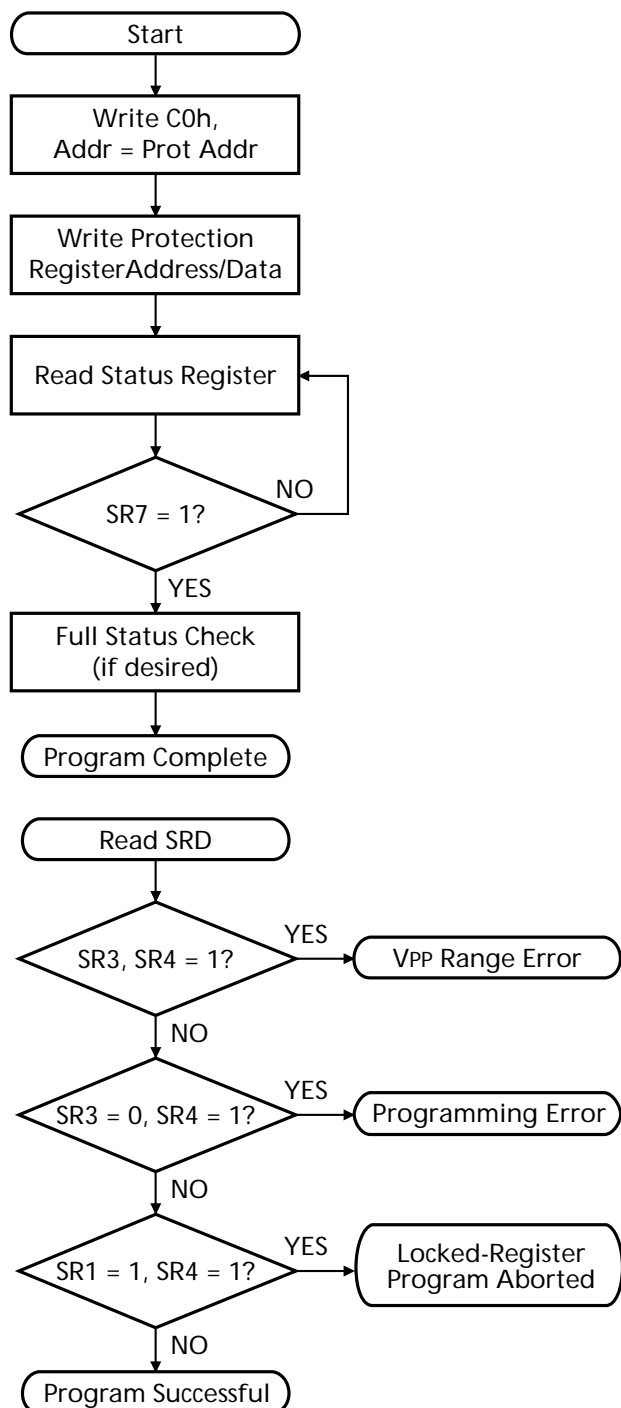 Start
Write C0h,
Addr = Prot Addr
Write Protection
RegisterAddress/Data
Read Status Register
NO
SR7 = 1?
YES
Full Status Check
(if desired)
Program Complete
Read SRD
YES
SR3, SR4 = 1?
VPP Range Error
NO
YES
SR3 = 0, SR4 = 1?
Programming Error
NO
YES
SR1 = 1, SR4 = 1?
Locked-Register
Program Aborted
NO
Program Successful